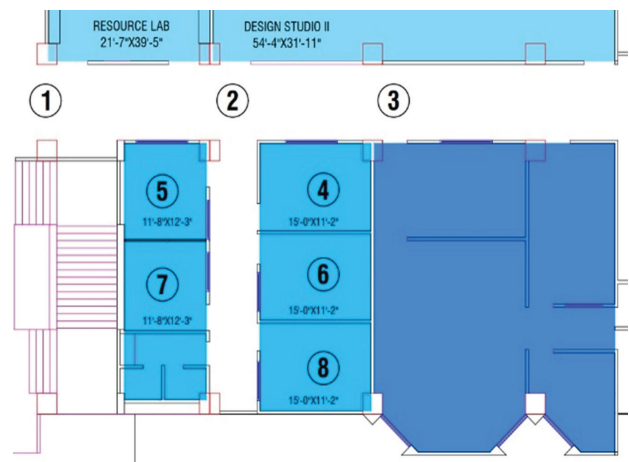 RESOURCE LAB
21'-7"X39'-5"
DESIGN STUDIO II
54'-4"X31'-11"
1
2
3
5
11'-8"X12'-3"
4
15'-0"X11'-2"
7
11'-8"X12'-3"
6
15'-0"X11'-2"
8
15'-0"X11'-2"